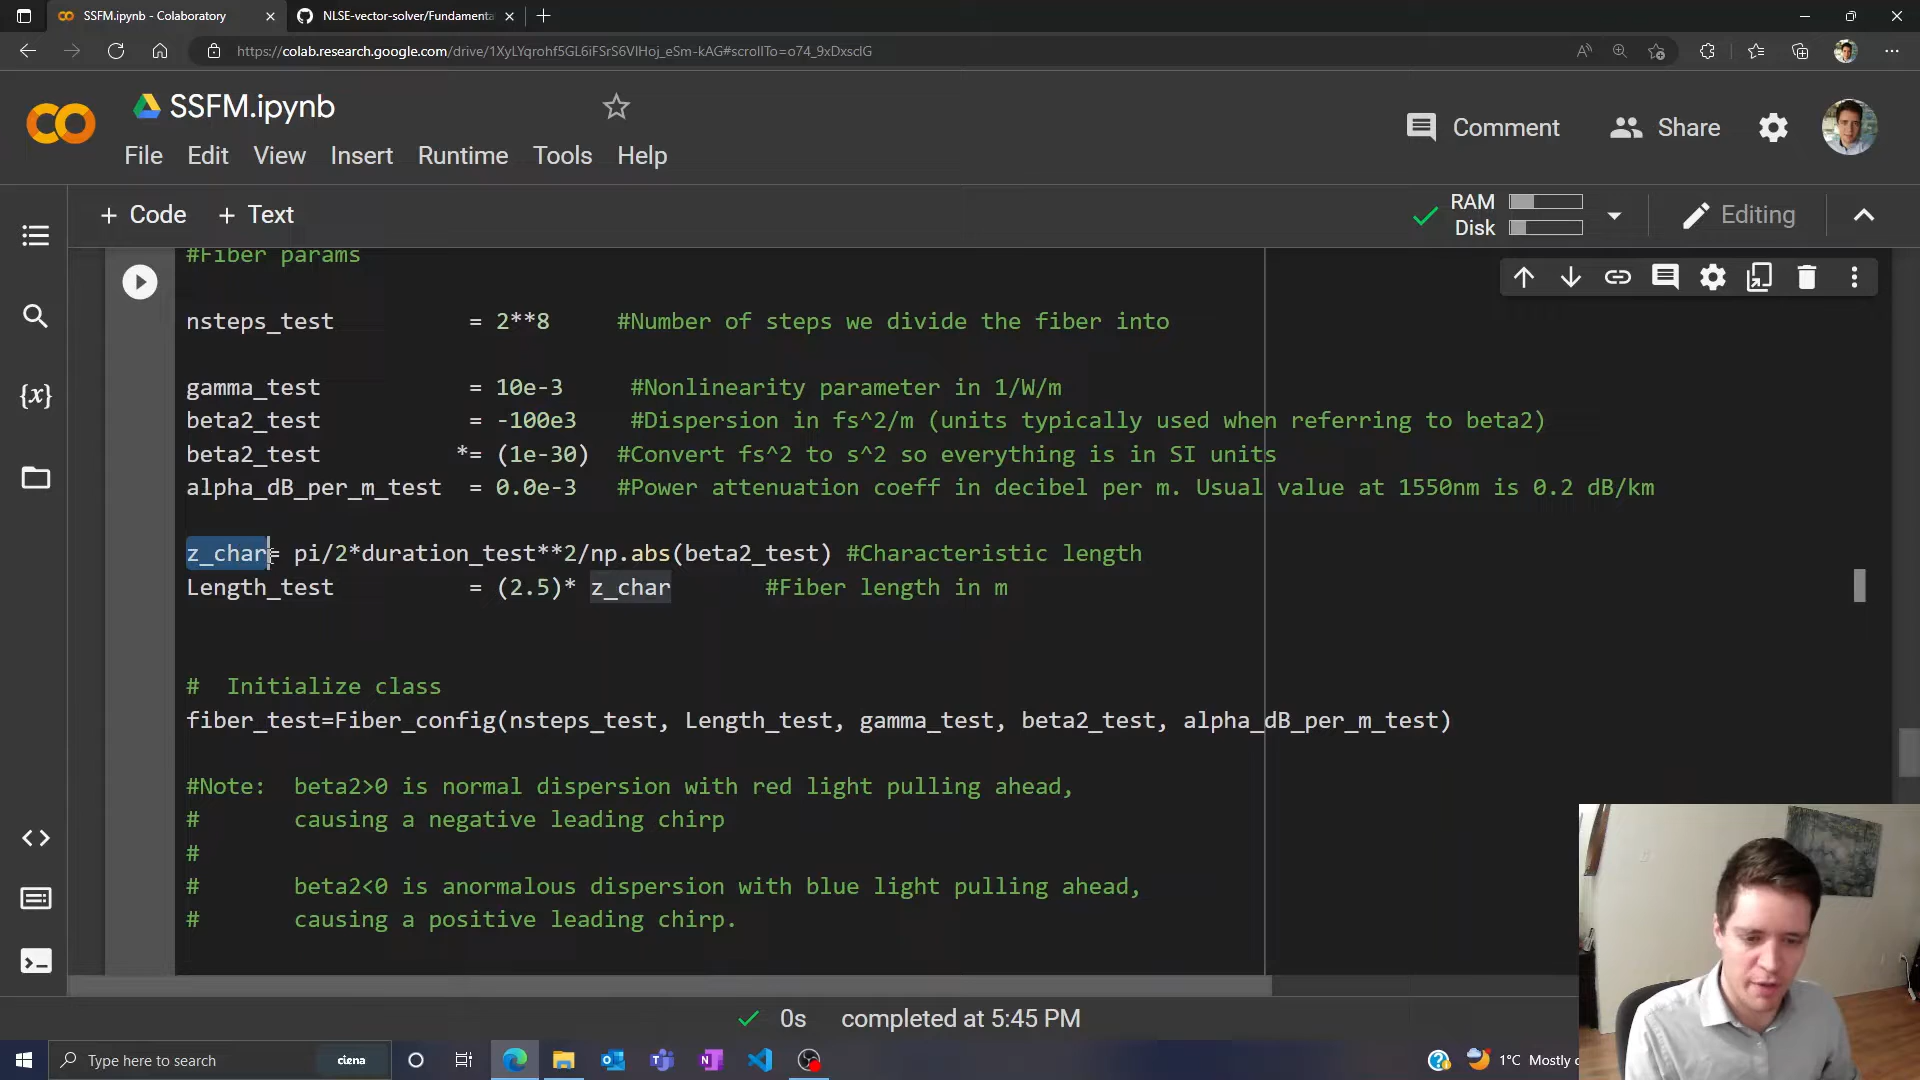 SSFM.ipynb - Colaboratory
NLSE-vector-solver/Fundamenta
https://colab.research.google.com/drive/1XyLYqrohf5GL6iFSrS6VIHoj_eSm-kAG#scrollTo=o74_9xDxsclG
SSFM.ipynb
File Edit View Insert Runtime Tools Help
Comment
Share
+ Code + Text
RAM
Disk
Editing
#Fiber params
nsteps_test = 2**8 #Number of steps we divide the fiber into
gamma_test = 10e-3 #Nonlinearity parameter in 1/W/m
beta2_test = -100e3 #Dispersion in fs^2/m (units typically used when referring to beta2)
beta2_test *= (1e-30) #Convert fs^2 to s^2 so everything is in SI units
alpha_dB_per_m_test = 0.0e-3 #Power attenuation coeff in decibel per m. Usual value at 1550nm is 0.2 dB/km
z_char= pi/2*duration_test**2/np.abs(beta2_test) #Characteristic length
Length_test = (2.5)* z_char #Fiber length in m
# Initialize class
fiber_test=Fiber_config(nsteps_test, Length_test, gamma_test, beta2_test, alpha_dB_per_m_test)
#Note: beta2>0 is normal dispersion with red light pulling ahead,
# causing a negative leading chirp
#
# beta2<0 is anormalous dispersion with blue light pulling ahead,
# causing a positive leading chirp.
0s completed at 5:45 PM
Type here to search
ciena
1°C Mostly c